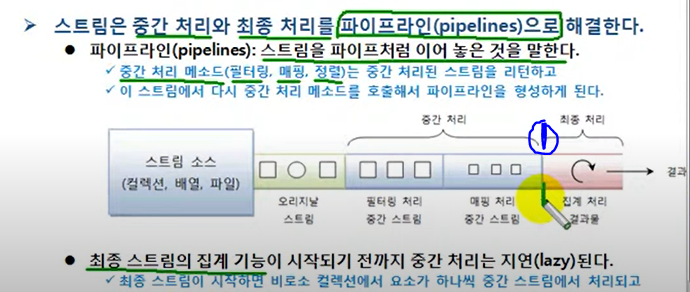 스트림은 중간 처리와 최종 처리를 파이프라인(pipelines)으로 해결한다.
파이프라인(pipelines): 스트림을 파이프처럼 이어 놓은 것을 말한다.
중간 처리 메소드(필터링, 매핑, 정렬)는 중간 처리된 스트림을 리턴하고
이 스트림에서 다시 중간 처리 메소드를 호출해서 파이프라인을 형성하게 된다.
중간 처리
최종 처리
스트림 소스
(컬렉션, 배열, 파일)
결과
오리지날
스트림
필터링 처리
중간 스트림
매핑 처리
중간 스트림
집계 처리
결과물
최종 스트림의 집계 기능이 시작되기 전까지 중간 처리는 지연(lazy)된다.
최종 스트림이 시작하면 비로소 컬렉션에서 요소가 하나씩 중간 스트림에서 처리되고